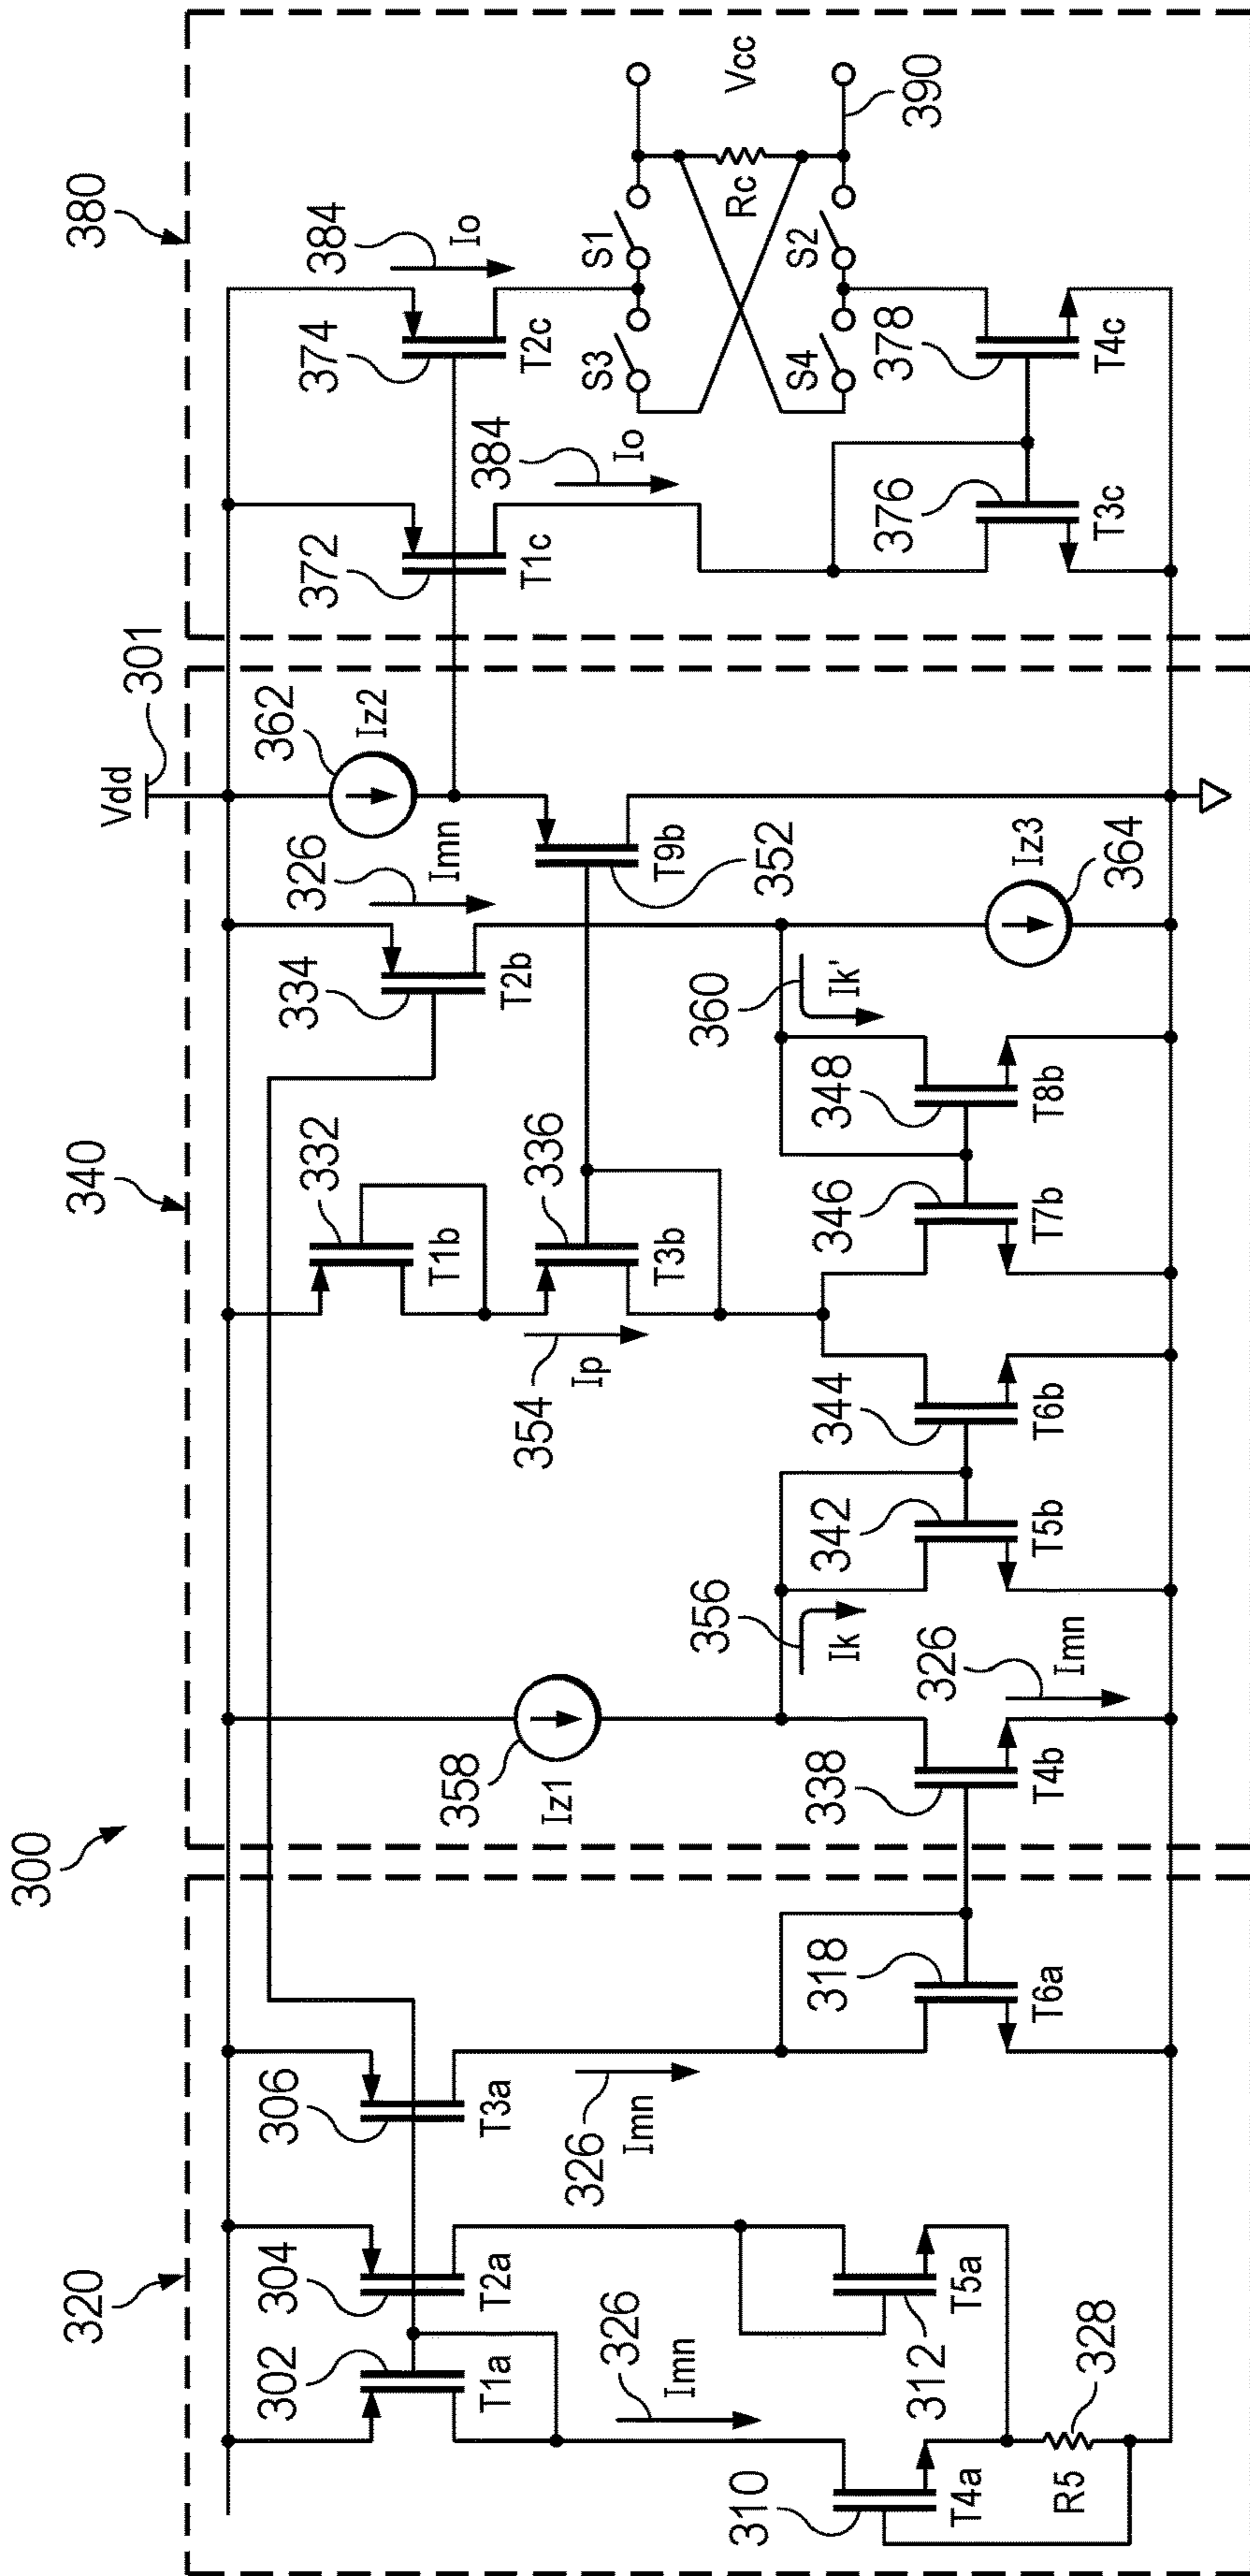 300
320
340
380
Vdd
301
302
T1a
304
T2a
306
T3a
326
Imn
326
Imn
310
T4a
312
T5a
R5
328
318
T6a
358
Iz1
338
T4b
326
Imn
356
Ik
342
T5b
344
T6b
354
Ip
332
T1b
336
T3b
346
T7b
348
T8b
360
Ik'
334
T2b
326
Imn
362
Iz2
T9b
352
Iz3
364
372
T1c
384
Io
374
T2c
384
Io
S3
S1
S4
S2
Rc
Vcc
390
376
T3c
378
T4c